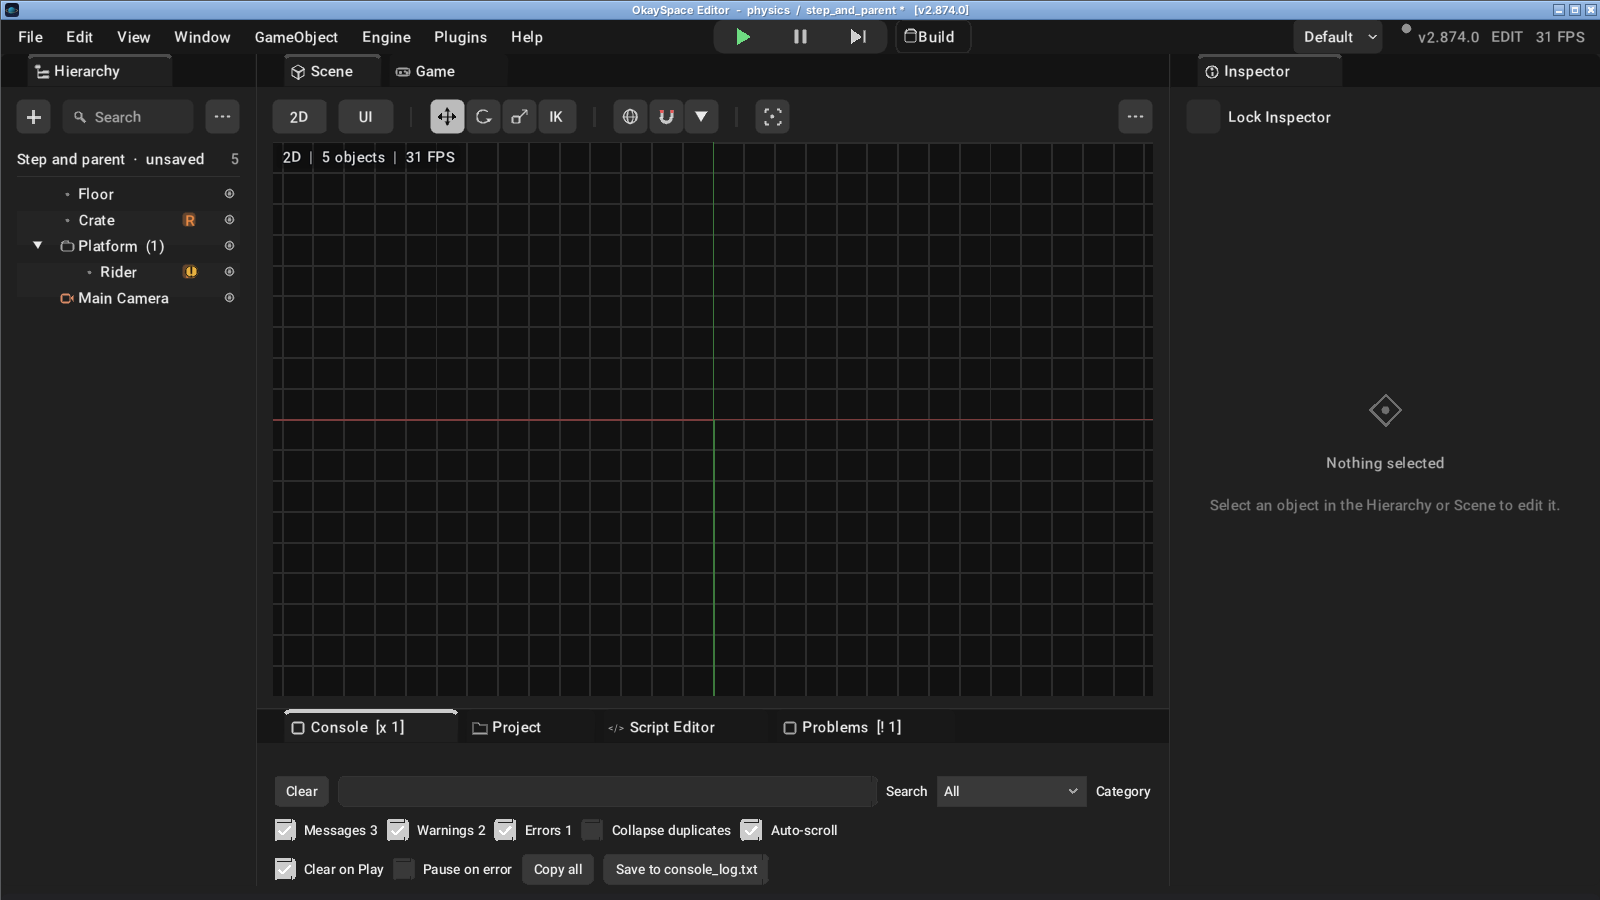 OkaySpace Editor - physics / step_and_parent * [v2.874.0]
File Edit View Window GameObject Engine Plugins Help
Build
Default v2.874.0 EDIT 31 FPS
Hierarchy
Scene Game
Inspector
Search
2D UI IK
Lock Inspector
Step and parent · unsaved 5
2D | 5 objects | 31 FPS
Floor
Crate R
Platform (1)
Rider
Main Camera
Nothing selected
Select an object in the Hierarchy or Scene to edit it.
Console [x 1] Project Script Editor Problems [! 1]
Clear Search All Category
Messages 3 Warnings 2 Errors 1 Collapse duplicates Auto-scroll
Clear on Play Pause on error Copy all Save to console_log.txt